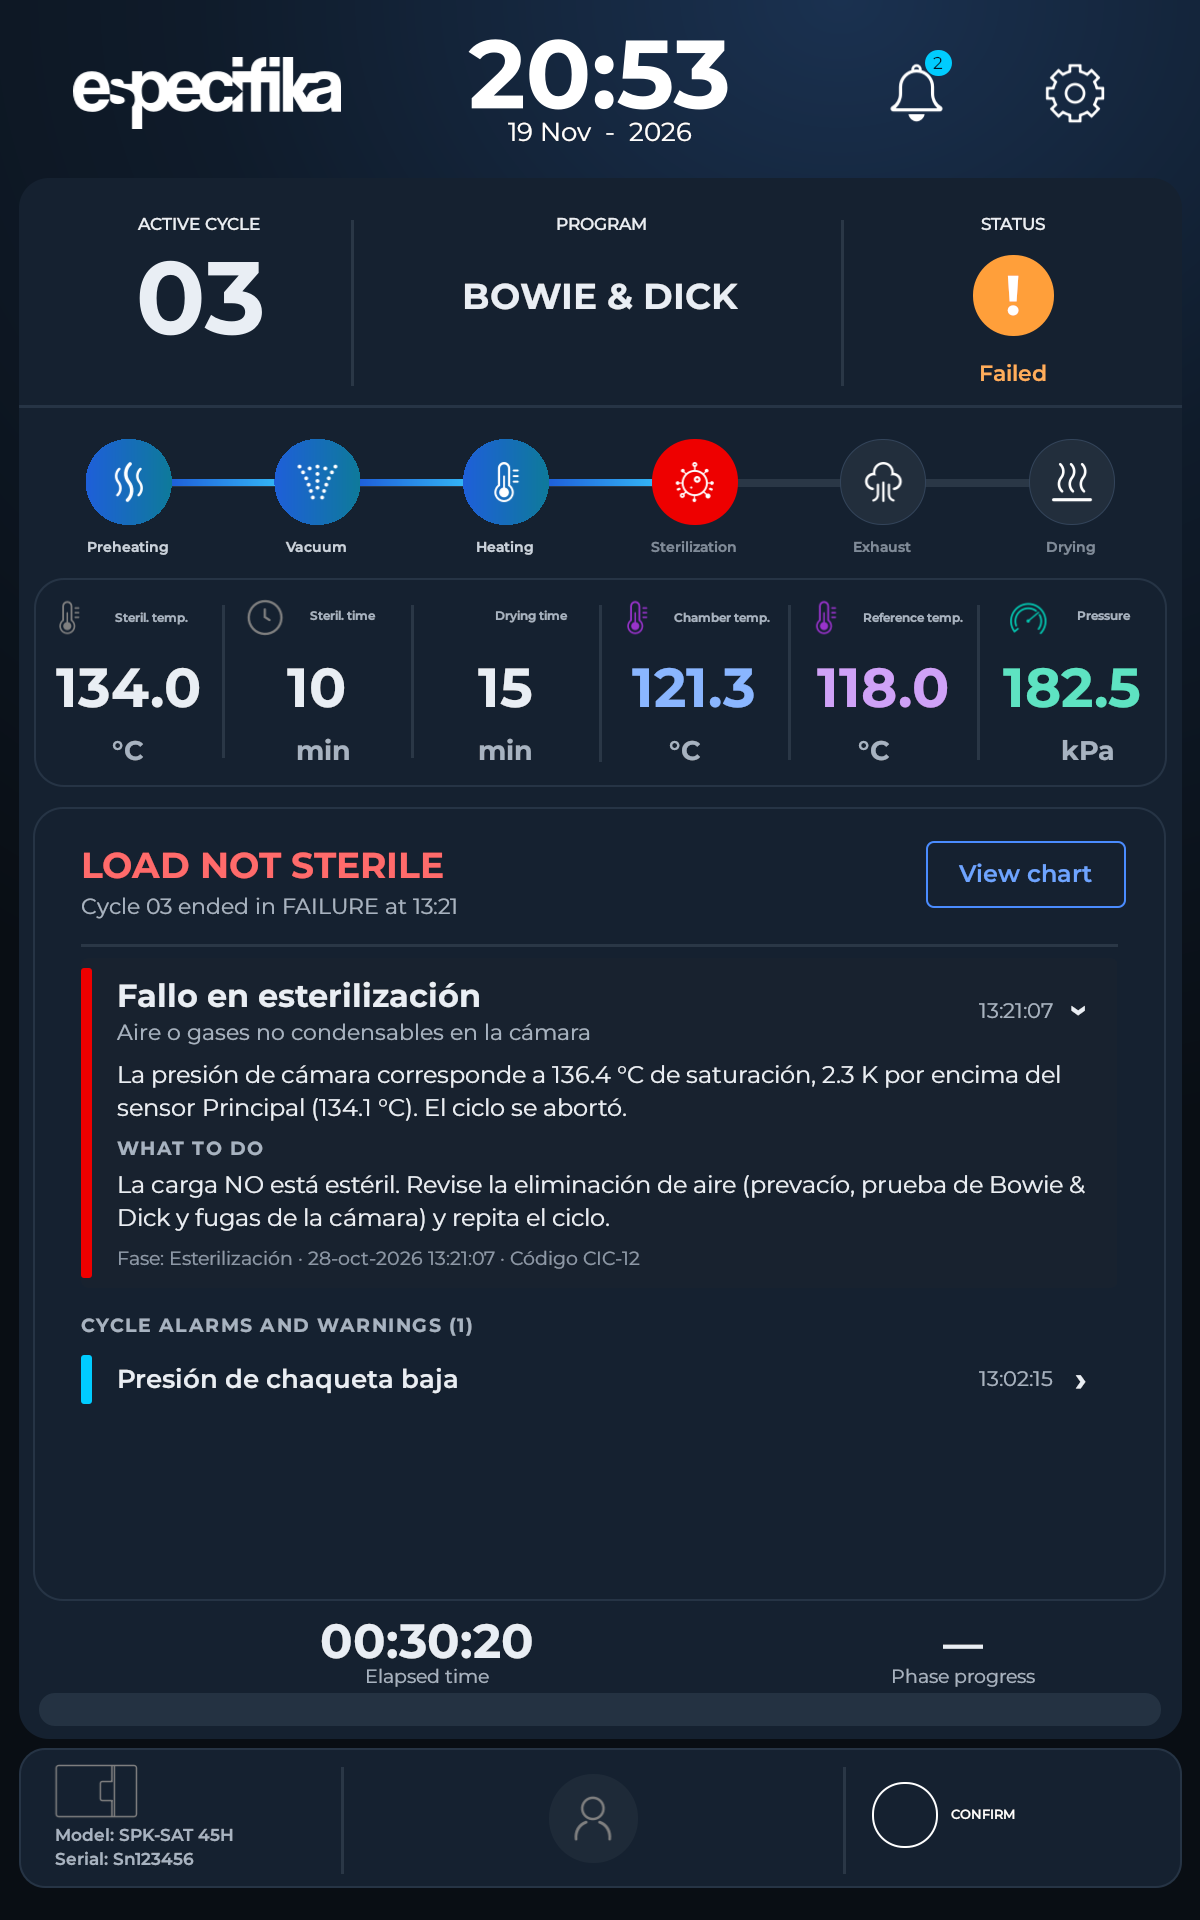 especifika
20:53
19 Nov - 2026
2
ACTIVE CYCLE
03
PROGRAM
BOWIE & DICK
STATUS
!
Failed
Preheating
Vacuum
Heating
Sterilization
Exhaust
Drying
Steril. temp.
134.0
°C
Steril. time
10
min
Drying time
15
min
Chamber temp.
121.3
°C
Reference temp.
118.0
°C
Pressure
182.5
kPa
LOAD NOT STERILE
Cycle 03 ended in FAILURE at 13:21
View chart
Fallo en esterilización
13:21:07
Aire o gases no condensables en la cámara
La presión de cámara corresponde a 136.4 °C de saturación, 2.3 K por encima del
sensor Principal (134.1 °C). El ciclo se abortó.
WHAT TO DO
La carga NO está estéril. Revise la eliminación de aire (prevacío, prueba de Bowie &
Dick y fugas de la cámara) y repita el ciclo.
Fase: Esterilización · 28-oct-2026 13:21:07 · Código CIC-12
CYCLE ALARMS AND WARNINGS (1)
Presión de chaqueta baja
13:02:15
00:30:20
Elapsed time
—
Phase progress
Model: SPK-SAT 45H
Serial: Sn123456
CONFIRM